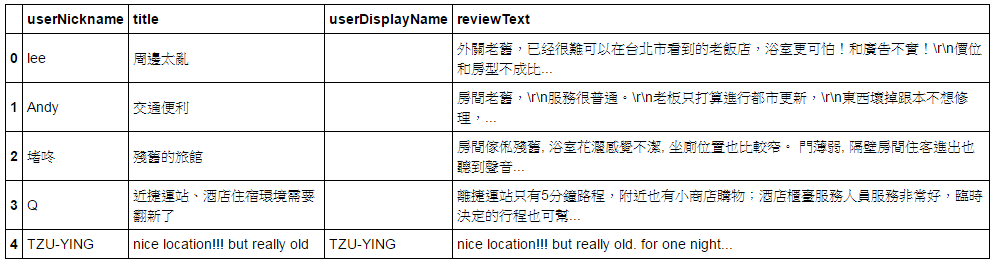 userNickname title userDisplayName reviewText
0 lee 周邊太亂 外關老舊，已经很難可以在台北市看到的老飯店，浴室更可怕！和廣告不實！\r\n價位
和房型不成比...
1 Andy 交通便利 房間老舊，\r\n服務很普通。\r\n老板只打算進行都市更新，\r\n東西壞掉跟本不想修
理，...
2 堵咚 殘舊的旅館 房間傢俬殘舊, 浴室花灑感覺不潔, 坐廁位置也比較窄。 門薄弱, 隔壁房間住客進出也
聽到聲音...
3 Q 近捷運站、酒店住宿環境需要
翻新了 離捷運站只有5分鐘路程，附近也有小商店購物；酒店櫃臺服務人員服務非常好，臨時
決定的行程也可幫...
4 TZU-YING nice location!!! but really old TZU-YING nice location!!! but really old. for one night...